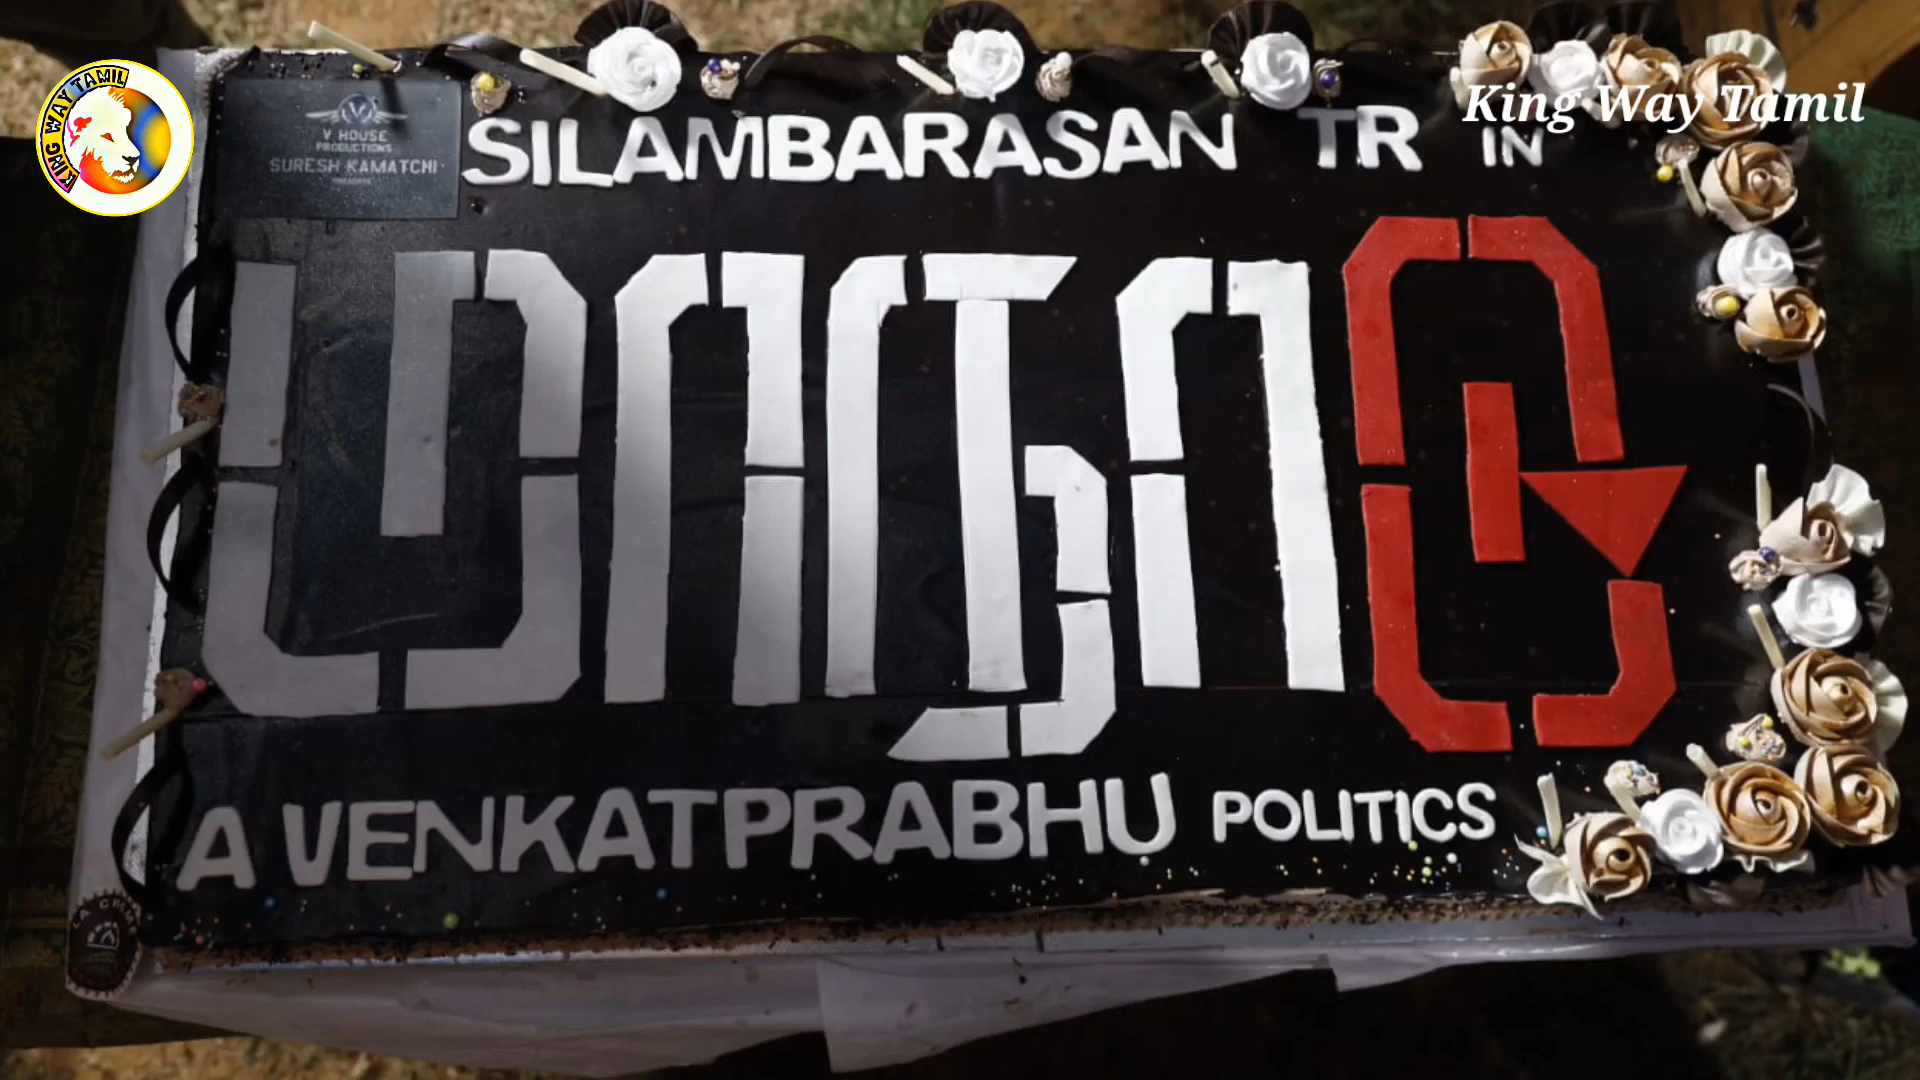 KING WAY TAMIL
King Way Tamil
V HOUSE
PRODUCTIONS
SURESH KAMATCHI
SILAMBARASAN TR IN
மாநாடு
A VENKATPRABHU POLITICS